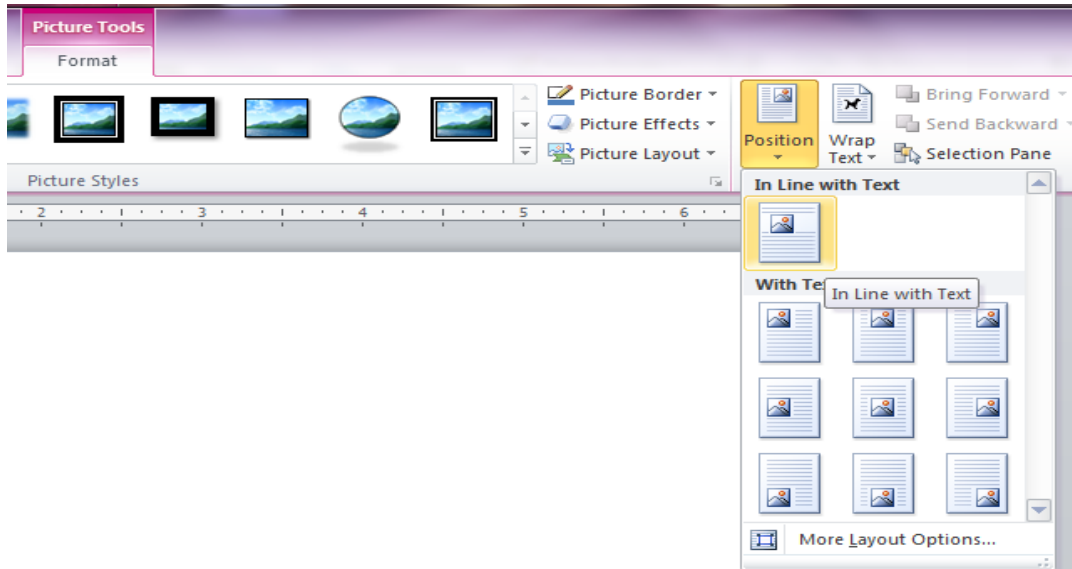 Picture Tools
Format
Picture Border
Picture Effects
Picture Layout
Position
Wrap
Text
Bring Forward
Send Backward
Selection Pane
Picture Styles
2 3 4 5 6
In Line with Text
With Te
In Line with Text
More Layout Options...